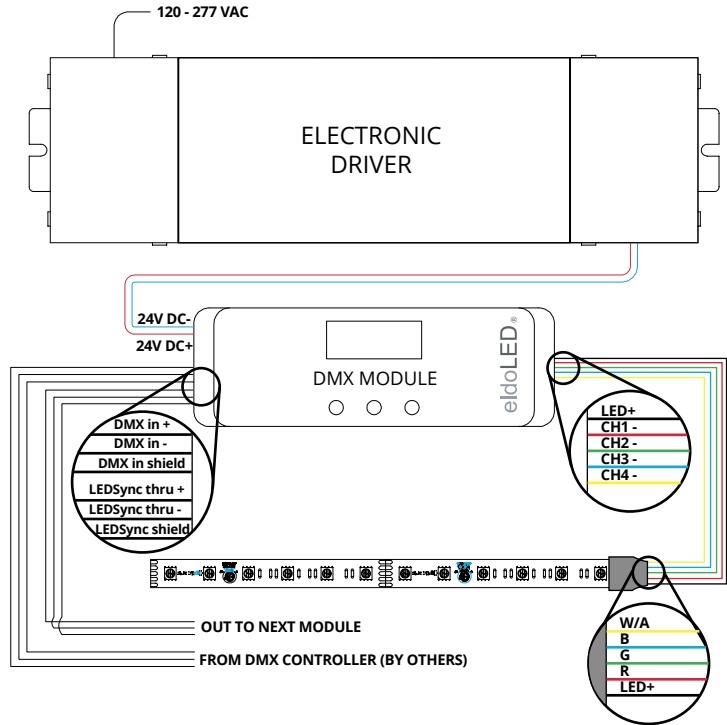 120 - 277 VAC
ELECTRONIC
DRIVER
24V DC-
24V DC+
DMX MODULE
eldoLED®
DMX in +
DMX in -
DMX in shield
LEDSync thru +
LEDSync thru -
LEDSync shield
LED+
CH1 -
CH2 -
CH3 -
CH4 -
OUT TO NEXT MODULE
FROM DMX CONTROLLER (BY OTHERS)
W/A
B
G
R
LED+